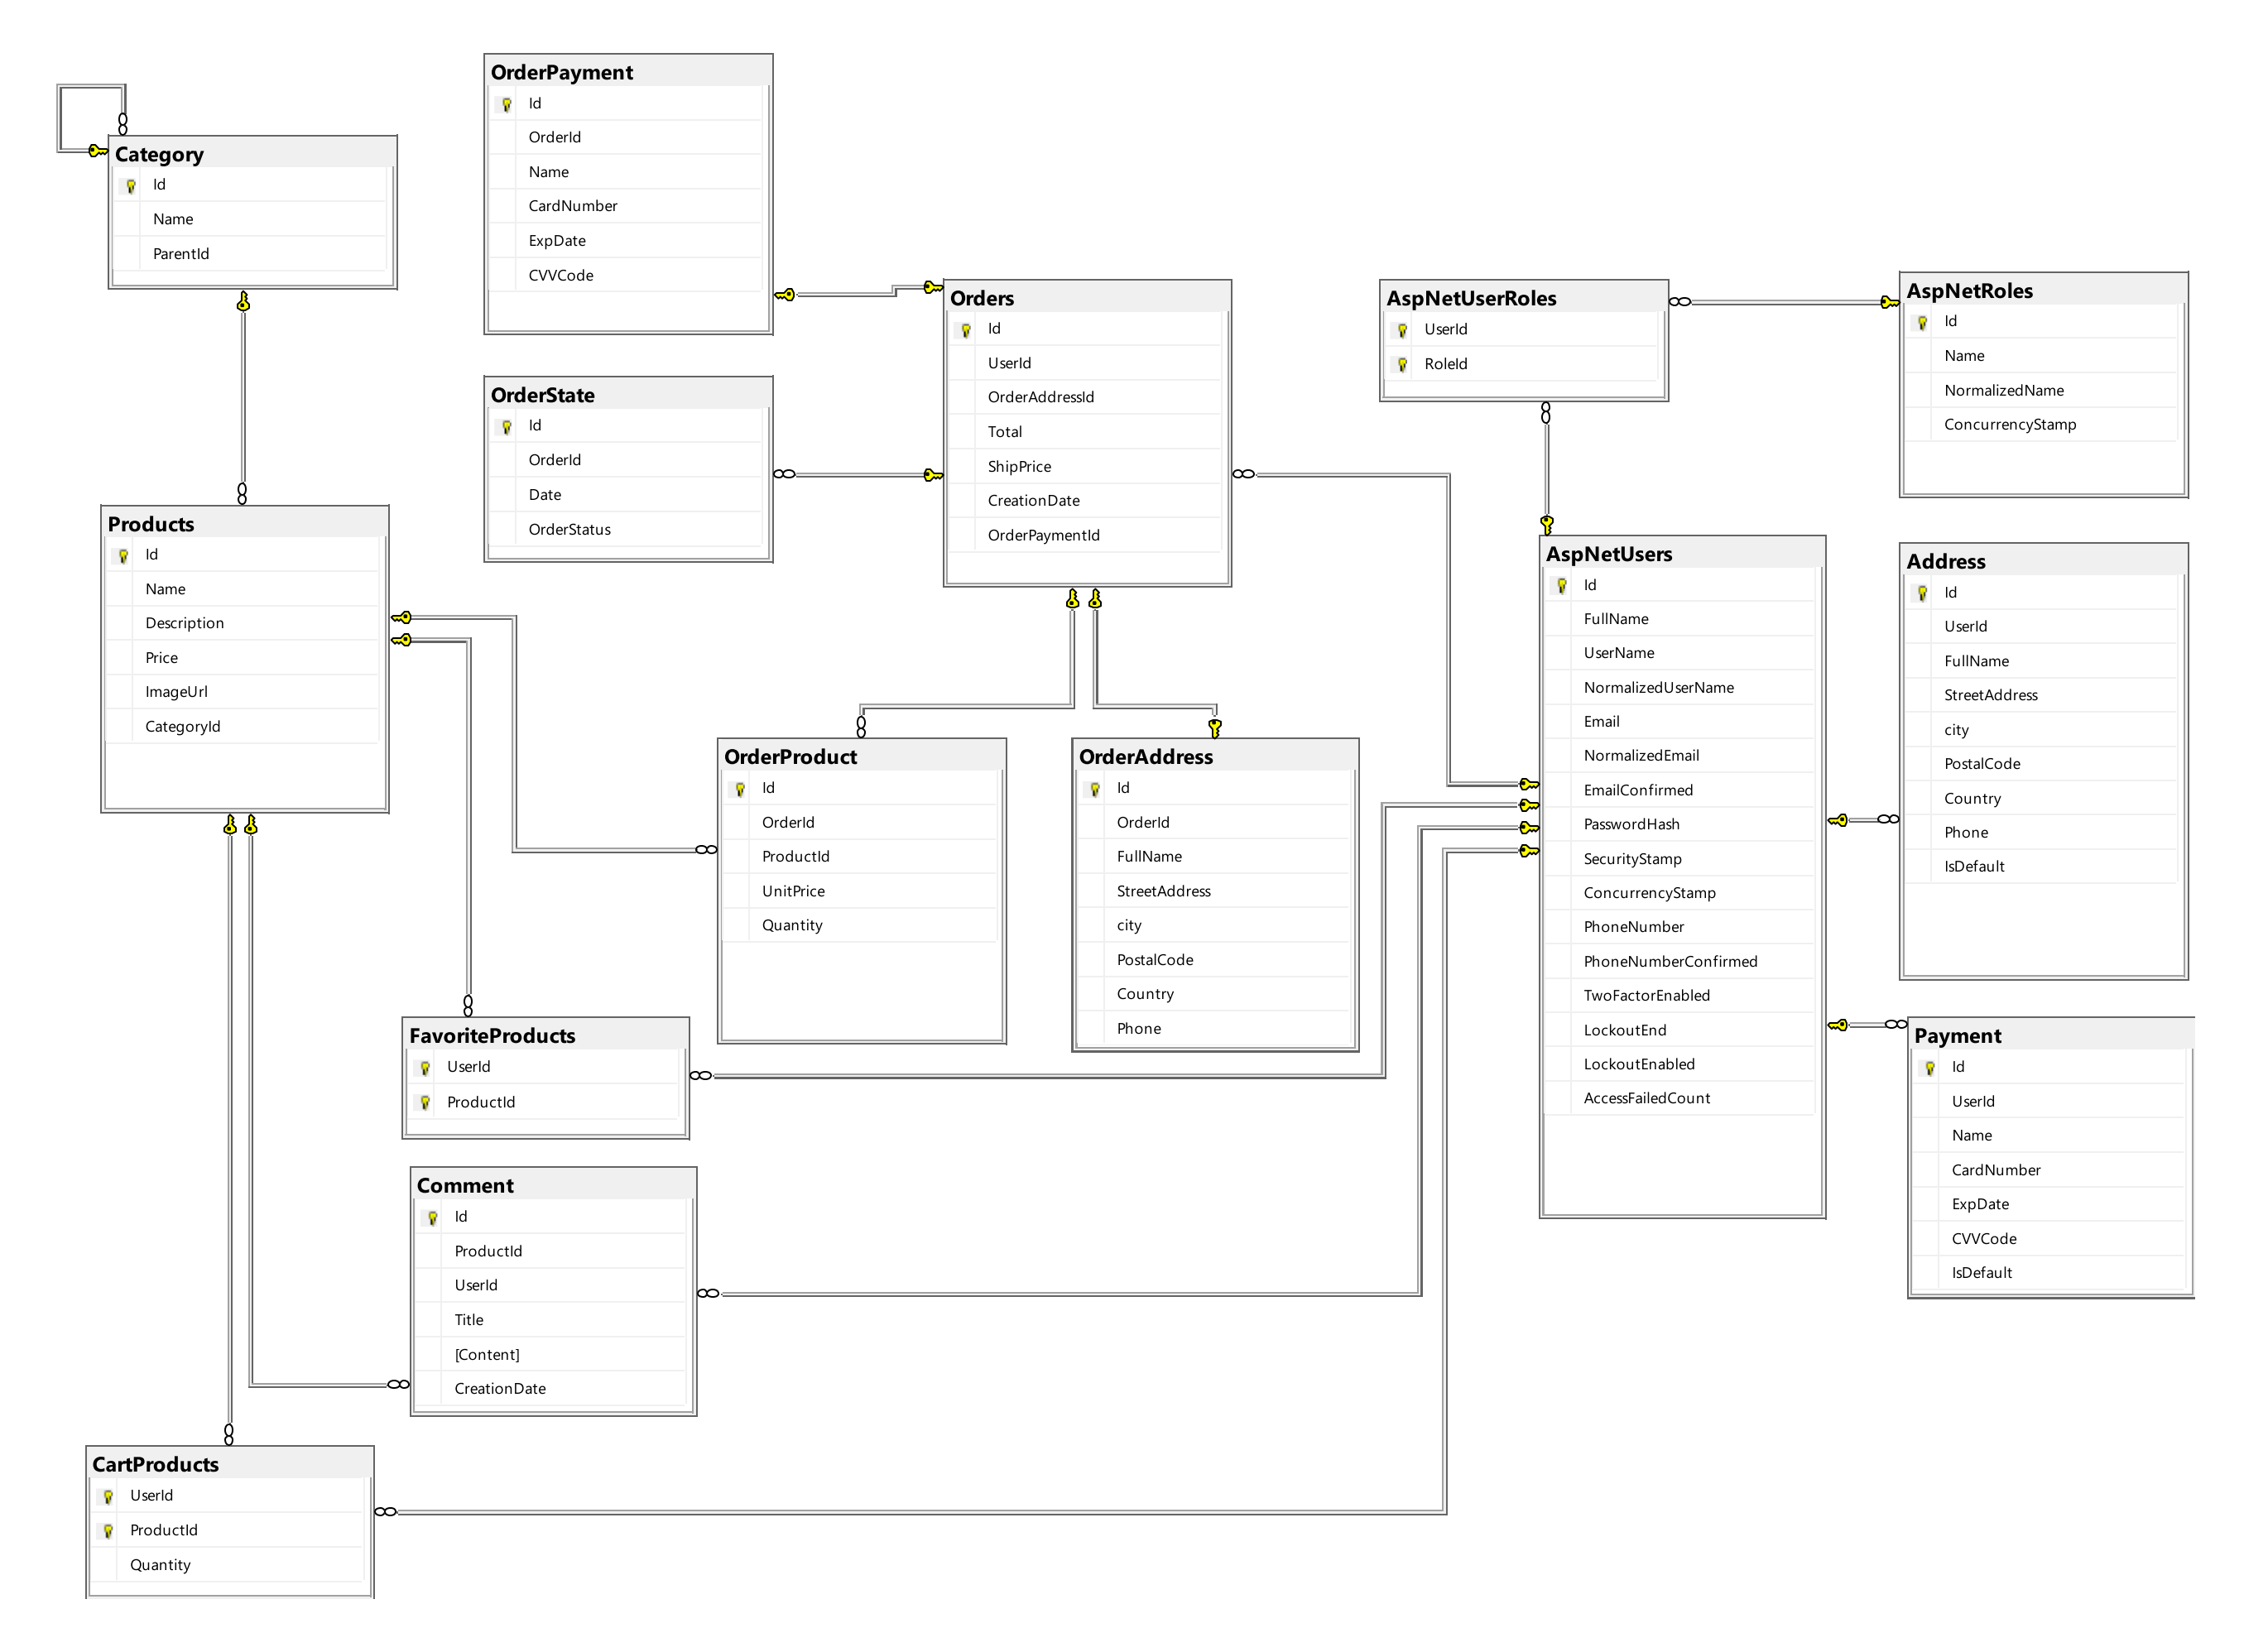 OrderPayment
Id
OrderId
Name
CardNumber
ExpDate
CVVCode
Category
Id
Name
ParentId
Orders
Id
UserId
OrderAddressId
Total
ShipPrice
CreationDate
OrderPaymentId
AspNetUserRoles
UserId
RoleId
AspNetRoles
Id
Name
NormalizedName
ConcurrencyStamp
OrderState
Id
OrderId
Date
OrderStatus
Products
Id
Name
Description
Price
ImageUrl
CategoryId
AspNetUsers
Id
FullName
UserName
NormalizedUserName
Email
NormalizedEmail
EmailConfirmed
PasswordHash
SecurityStamp
ConcurrencyStamp
PhoneNumber
PhoneNumberConfirmed
TwoFactorEnabled
LockoutEnd
LockoutEnabled
AccessFailedCount
Address
Id
UserId
FullName
StreetAddress
city
PostalCode
Country
Phone
IsDefault
OrderProduct
Id
OrderId
ProductId
UnitPrice
Quantity
OrderAddress
Id
OrderId
FullName
StreetAddress
city
PostalCode
Country
Phone
FavoriteProducts
UserId
ProductId
Payment
Id
UserId
Name
CardNumber
ExpDate
CVVCode
IsDefault
Comment
Id
ProductId
UserId
Title
[Content]
CreationDate
CartProducts
UserId
ProductId
Quantity